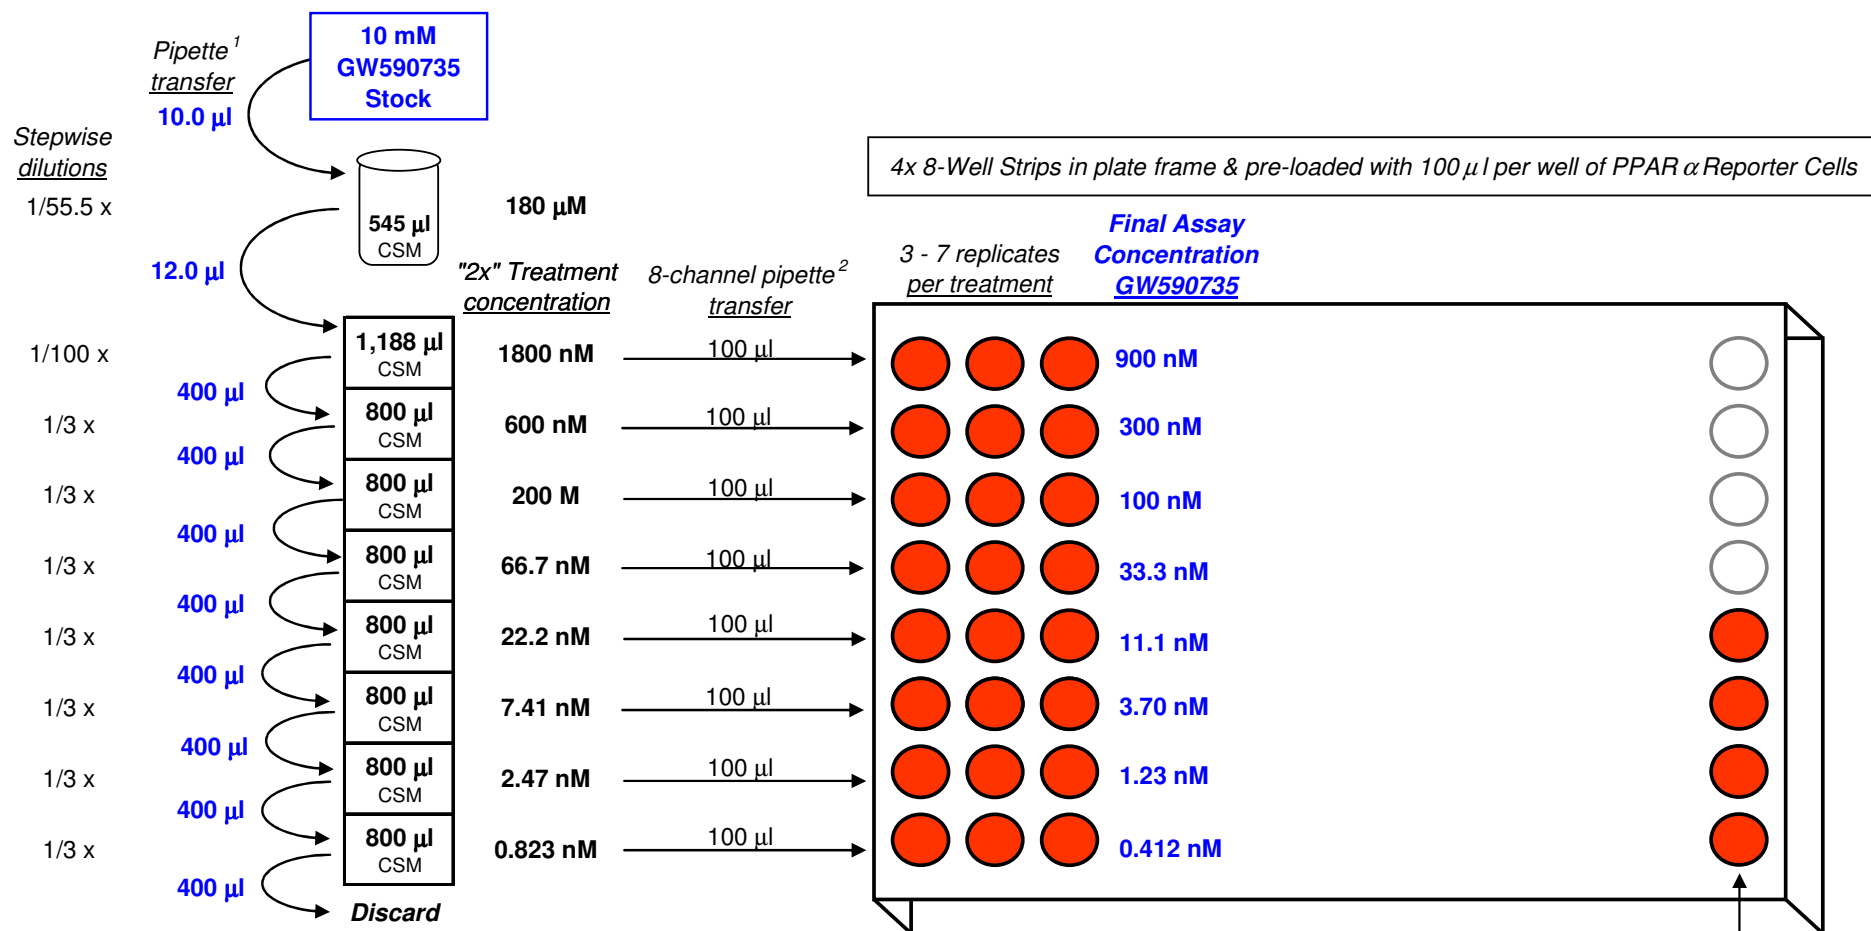 10 mM
GW590735
Stock
Pipette 1
transfer
10.0 µl
Stepwise
dilutions
1/55.5 x
545 µl
CSM
180 µM
12.0 µl
4x 8-Well Strips in plate frame & pre-loaded with 100 µl per well of PPAR α Reporter Cells
"2x" Treatment
concentration
8-channel pipette 2
transfer
3 - 7 replicates
per treatment
Final Assay
Concentration
GW590735
1/100 x
1,188 µl
CSM
1800 nM
100 µl
900 nM
400 µl
1/3 x
800 µl
CSM
600 nM
100 µl
300 nM
400 µl
1/3 x
800 µl
CSM
200 M
100 µl
100 nM
400 µl
1/3 x
800 µl
CSM
66.7 nM
100 µl
33.3 nM
400 µl
1/3 x
800 µl
CSM
22.2 nM
100 µl
11.1 nM
400 µl
1/3 x
800 µl
CSM
7.41 nM
100 µl
3.70 nM
400 µl
1/3 x
800 µl
CSM
2.47 nM
100 µl
1.23 nM
400 µl
1/3 x
800 µl
CSM
0.823 nM
100 µl
0.412 nM
400 µl
Discard